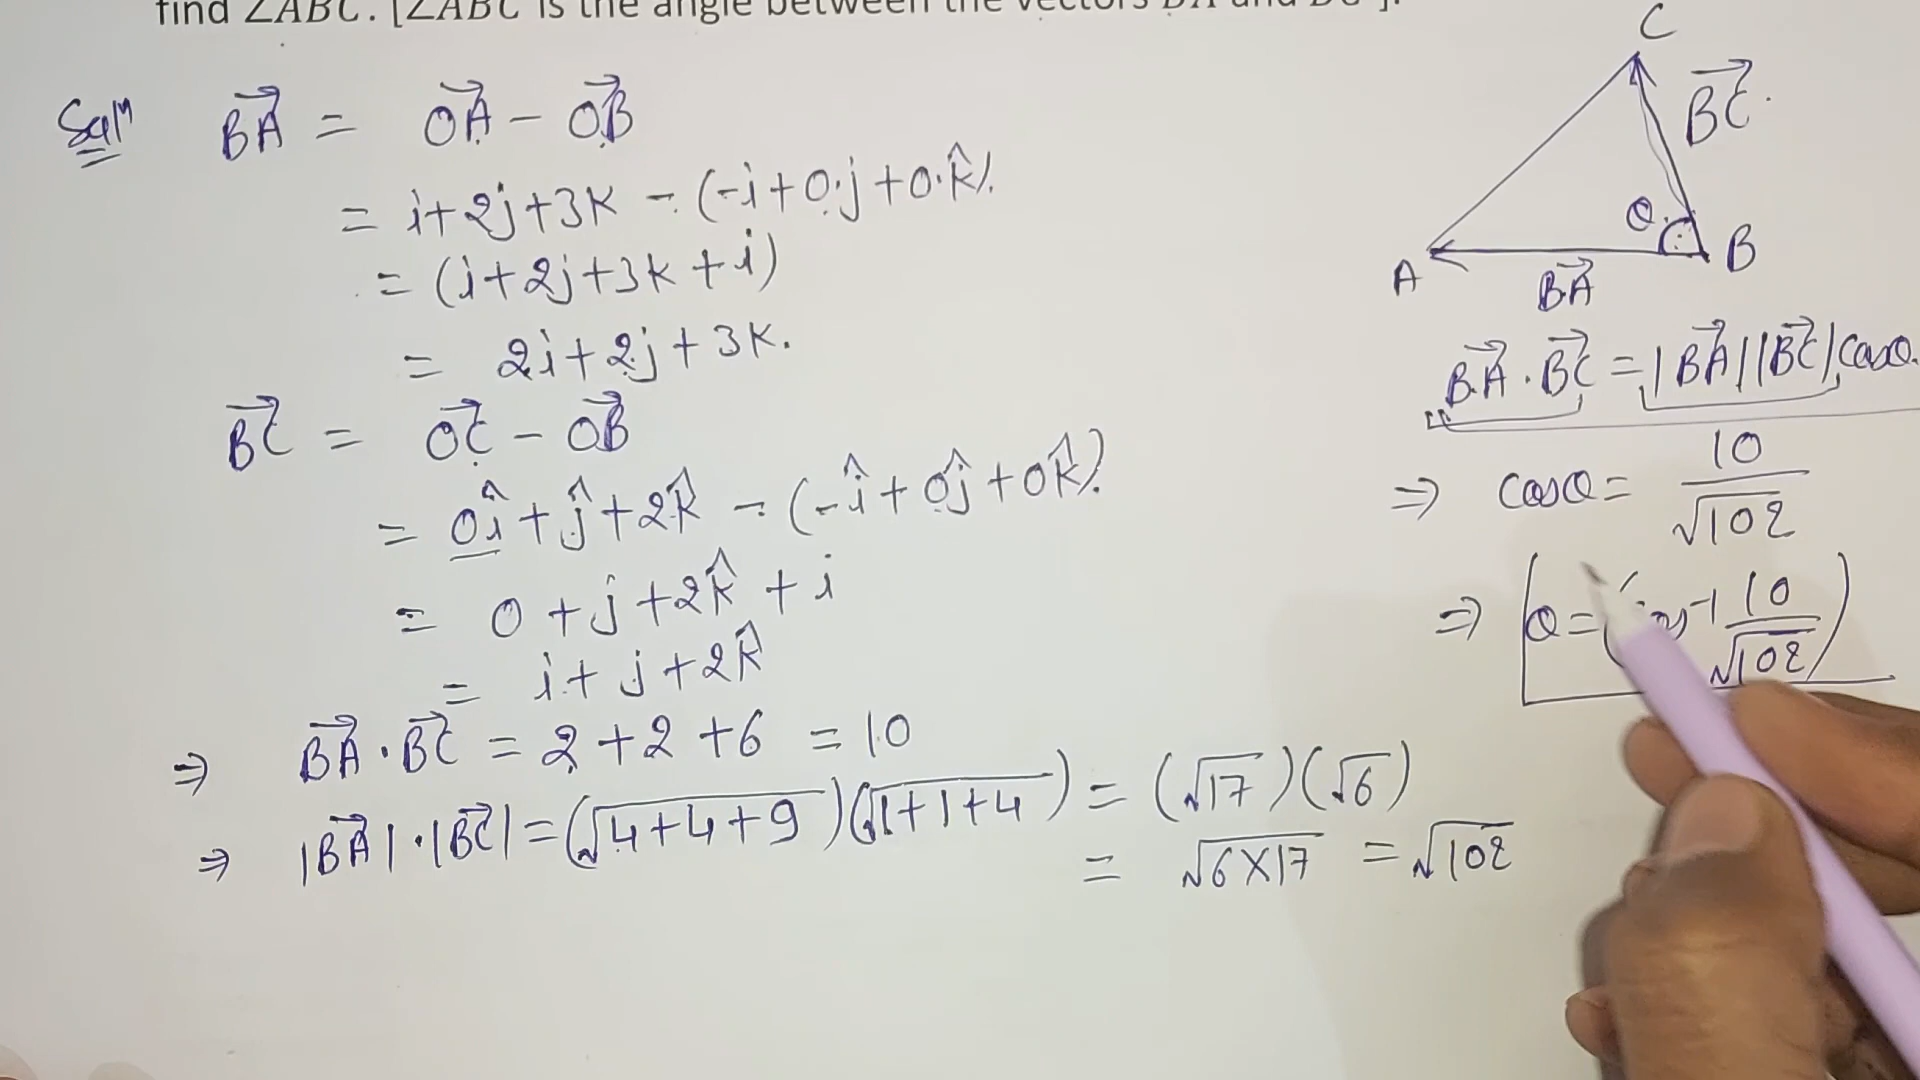 find ∠ABC. [∠ABC is the angle between the vectors BA and BC ].
Solⁿ BA⃗ = OA⃗ - OB⃗
= i+2j+3k - (-i+0.j+0.k̂).
= (i+2j+3k+i)
= 2i+2j+3k.
BC⃗ = OC⃗ - OB⃗
= 0î+ĵ+2k̂ - (-î+0ĵ+0k̂).
= 0+j+2k̂+i
= i+j+2k̂
⇒ BA⃗ · BC⃗ = 2+2+6 = 10
⇒ |BA⃗|·|BC⃗| = (√4+4+9)(√1+1+4) = (√17)(√6)
= √6×17 = √102
C
BC⃗.
θ
A
B
BA⃗
BA⃗ · BC⃗ = |BA⃗||BC⃗|cosθ.
⇒ cosθ = 10/√102
⇒ θ = (cos⁻¹ 10/√102)